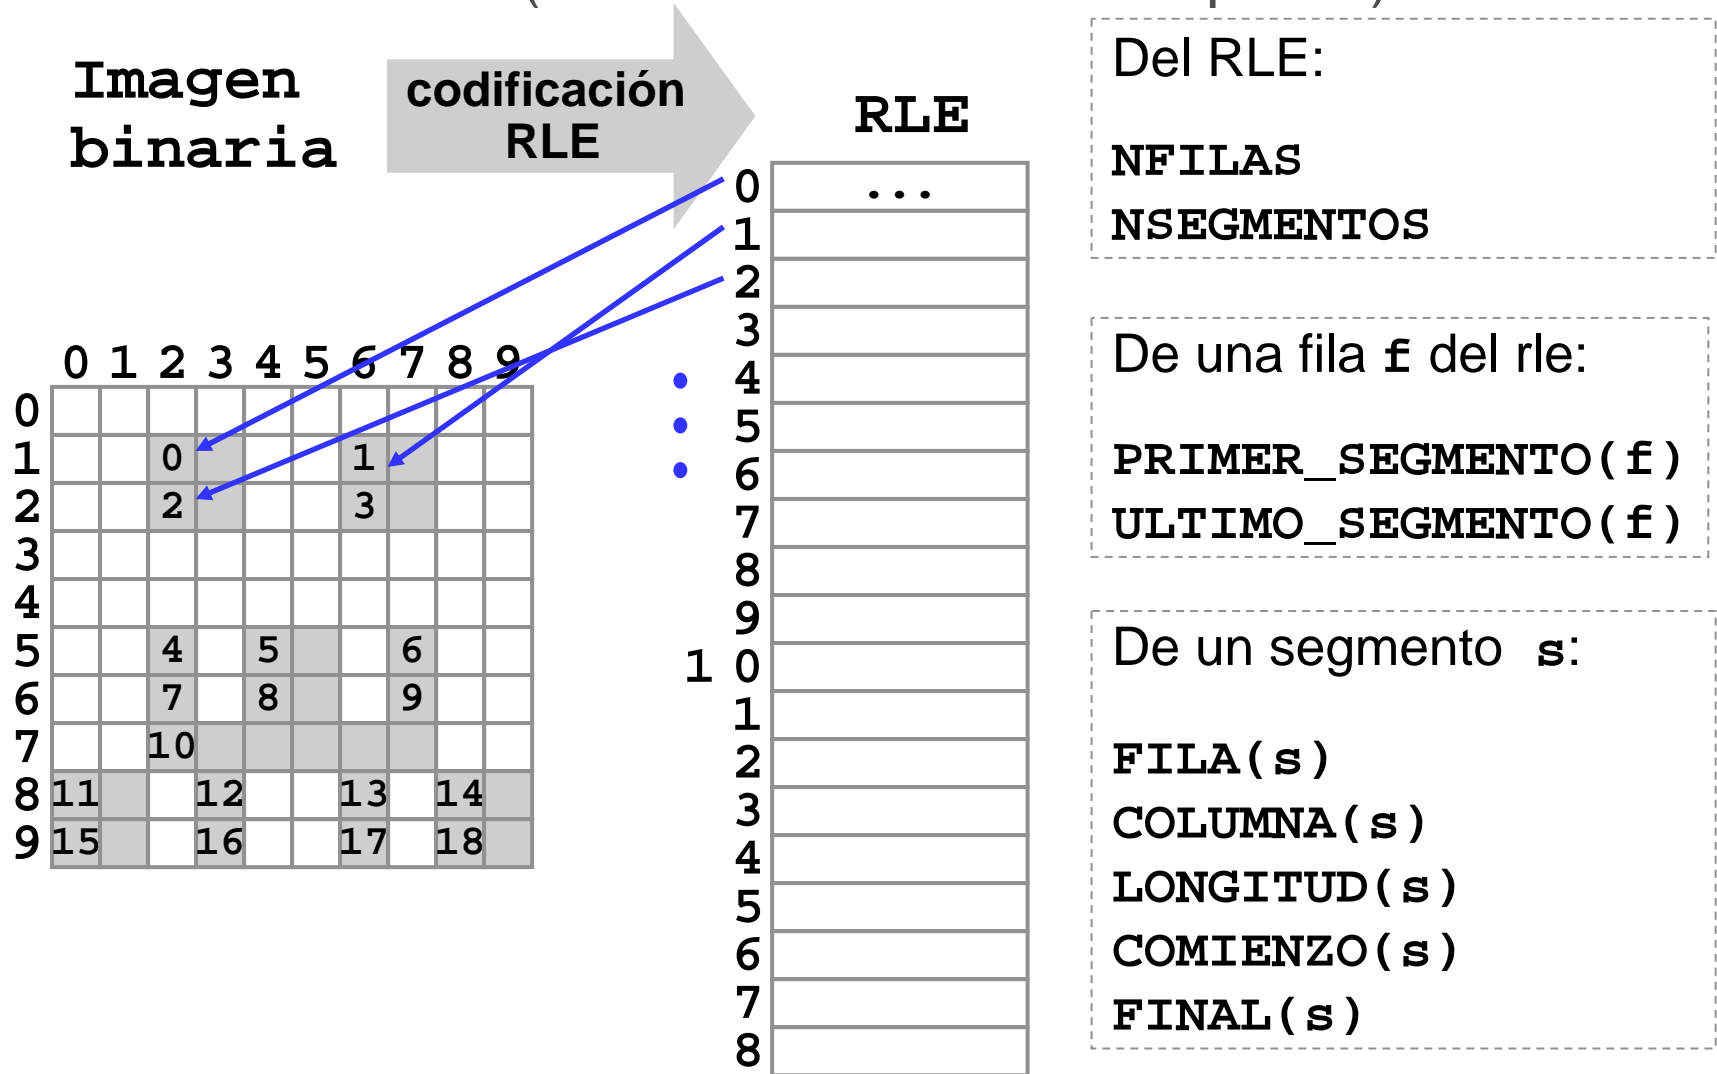 Imagen
binaria
codificación
RLE
RLE
0 ...
1
2
3
4
5
6
7
8
9
1 0
1
2
3
4
5
6
7
8
0 1 2 3 4 5 6 7 8 9
0
1 0 1
2 2 3
3
4
5 4 5 6
6 7 8 9
7 10
8 11 12 13 14
9 15 16 17 18
Del RLE:
NFILAS
NSEGMENTOS
De una fila f del rle:
PRIMER_SEGMENTO(f)
ULTIMO_SEGMENTO(f)
De un segmento s:
FILA(s)
COLUMNA(s)
LONGITUD(s)
COMIENZO(s)
FINAL(s)